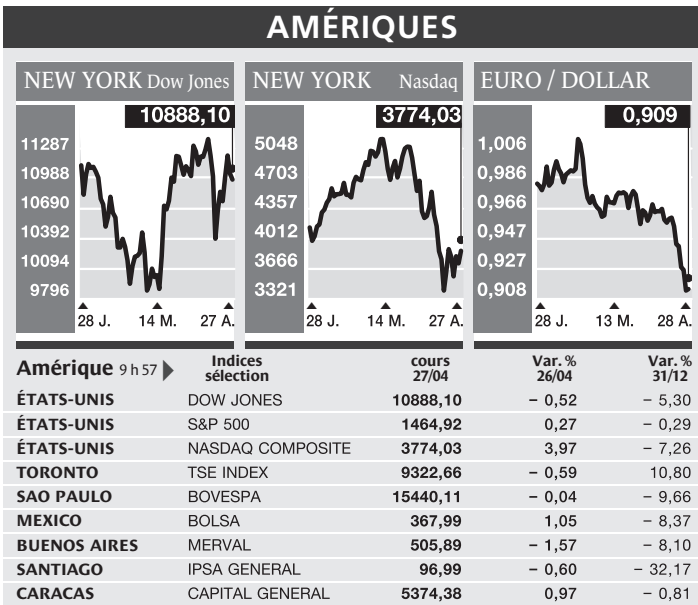 AMÉRIQUES
NEW YORK Dow Jones
10888,10
11287
10988
10690
10392
10094
9796
28 J. 14 M. 27 A.
NEW YORK Nasdaq
3774,03
5048
4703
4357
4012
3666
3321
28 J. 14 M. 27 A.
EURO / DOLLAR
0,909
1,006
0,986
0,966
0,947
0,927
0,908
28 J. 13 M. 28 A.
Amérique 9 h 57 Indices sélection cours 27/04 Var. % 26/04 Var. % 31/12
ÉTATS-UNIS DOW JONES 10888,10 – 0,52 – 5,30
ÉTATS-UNIS S&P 500 1464,92 0,27 – 0,29
ÉTATS-UNIS NASDAQ COMPOSITE 3774,03 3,97 – 7,26
TORONTO TSE INDEX 9322,66 – 0,59 10,80
SAO PAULO BOVESPA 15440,11 – 0,04 – 9,66
MEXICO BOLSA 367,99 1,05 – 8,37
BUENOS AIRES MERVAL 505,89 – 1,57 – 8,10
SANTIAGO IPSA GENERAL 96,99 – 0,60 – 32,17
CARACAS CAPITAL GENERAL 5374,38 0,97 – 0,81